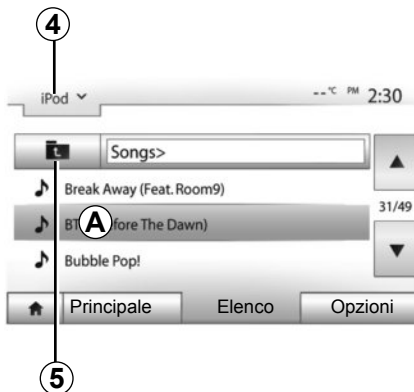 4
iPod --°C PM 2:30
Songs>
Break Away (Feat. Room9)
31/49
A fore The Dawn)
Bubble Pop!
Principale Elenco Opzioni
5